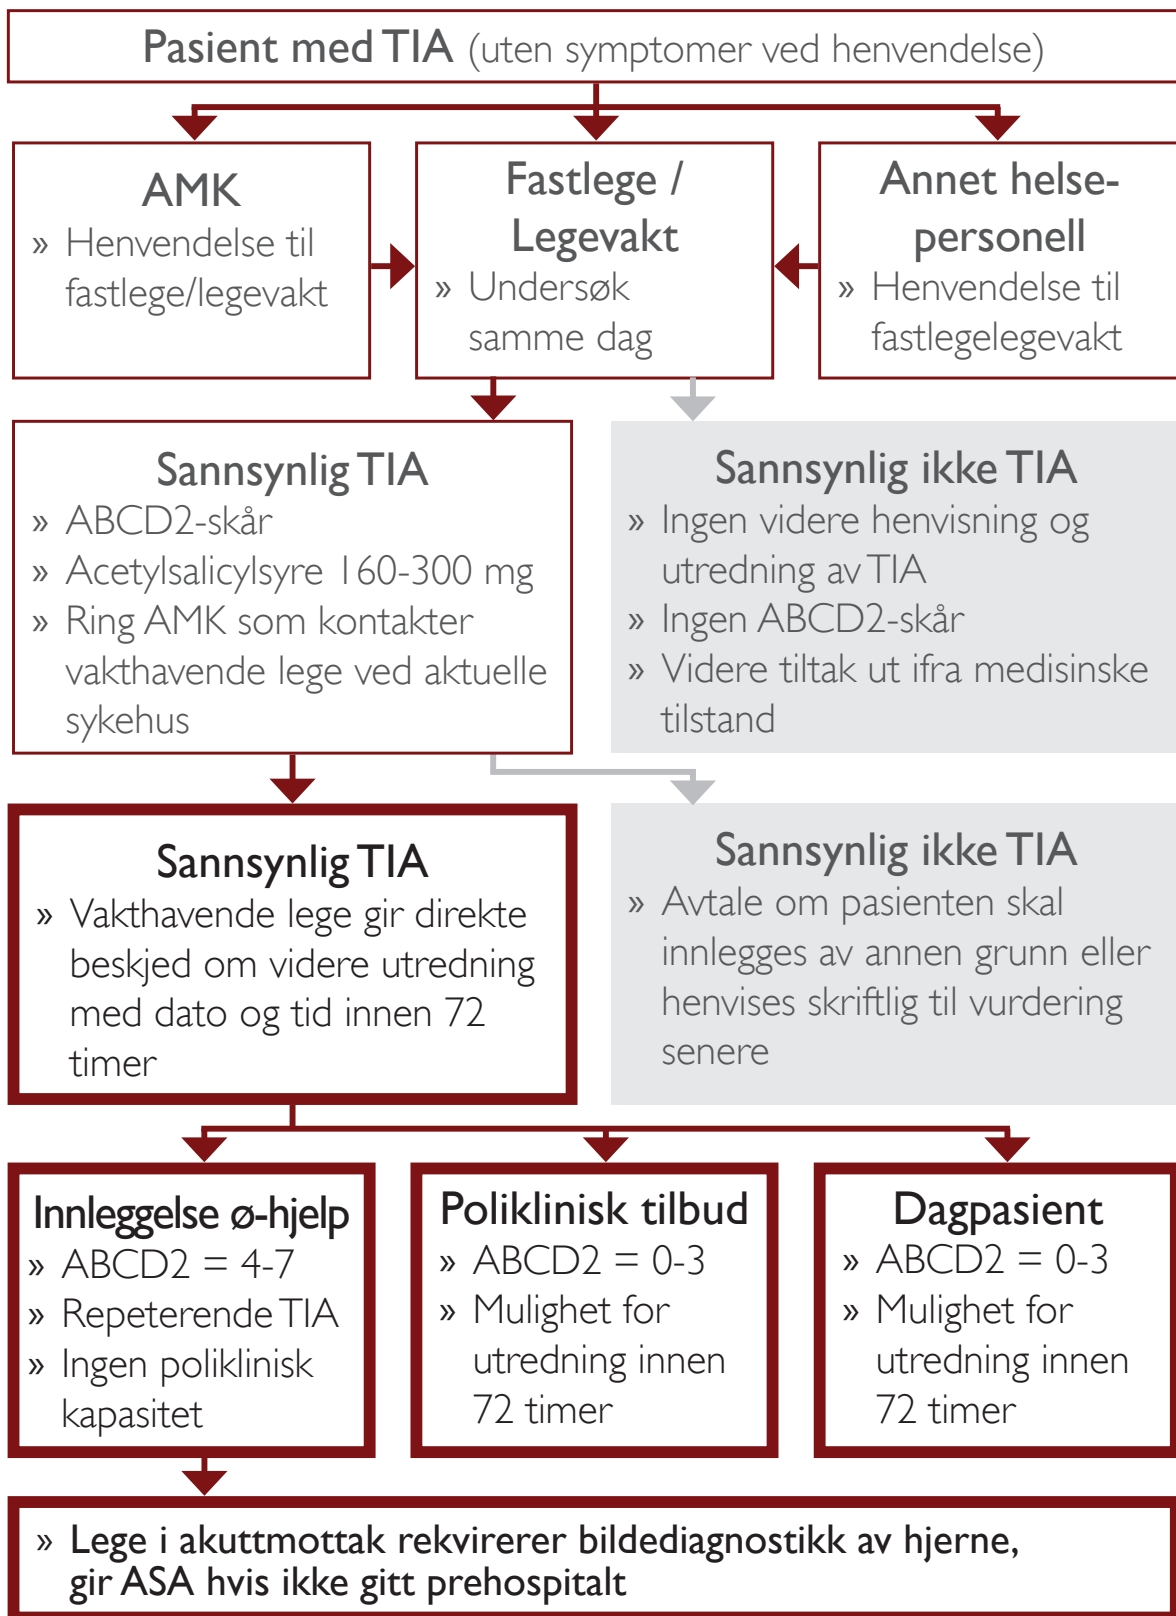 Pasient med TIA (uten symptomer ved henvendelse)
AMK
» Henvendelse til
fastlege/legevakt
Fastlege /
Legevakt
» Undersøk
samme dag
Annet helse-
personell
» Henvendelse til
fastlegelegevakt
Sannsynlig TIA
» ABCD2-skår
» Acetylsalicylsyre 160-300 mg
» Ring AMK som kontakter
vakthavende lege ved aktuelle
sykehus
Sannsynlig ikke TIA
» Ingen videre henvisning og
utredning av TIA
» Ingen ABCD2-skår
» Videre tiltak ut ifra medisinske
tilstand
Sannsynlig TIA
» Vakthavende lege gir direkte
beskjed om videre utredning
med dato og tid innen 72
timer
Sannsynlig ikke TIA
» Avtale om pasienten skal
innlegges av annen grunn eller
henvises skriftlig til vurdering
senere
Innleggelse ø-hjelp
» ABCD2 = 4-7
» Repeterende TIA
» Ingen poliklinisk
kapasitet
Poliklinisk tilbud
» ABCD2 = 0-3
» Mulighet for
utredning innen
72 timer
Dagpasient
» ABCD2 = 0-3
» Mulighet for
utredning innen
72 timer
» Lege i akuttmottak rekvirerer bildediagnostikk av hjerne,
gir ASA hvis ikke gitt prehospitalt